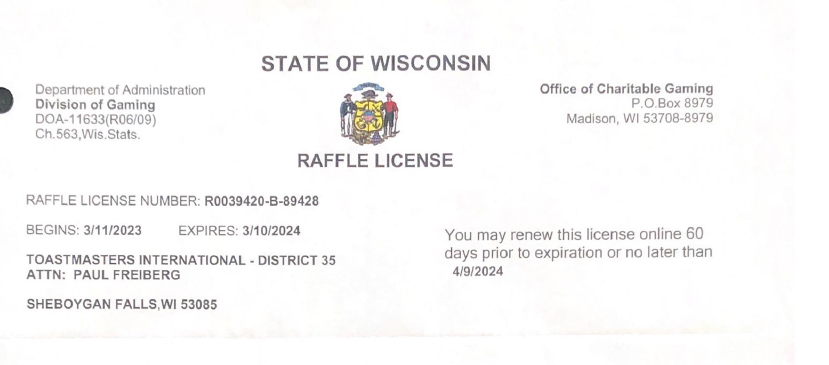 STATE OF WISCONSIN
Department of Administration
Division of Gaming
DOA-11633(R06/09)
Ch.563,Wis.Stats.
Office of Charitable Gaming
P.O.Box 8979
Madison, WI 53708-8979
RAFFLE LICENSE
RAFFLE LICENSE NUMBER: R0039420-B-89428
BEGINS: 3/11/2023 EXPIRES: 3/10/2024
TOASTMASTERS INTERNATIONAL - DISTRICT 35
ATTN: PAUL FREIBERG
SHEBOYGAN FALLS,WI 53085
You may renew this license online 60
days prior to expiration or no later than
4/9/2024